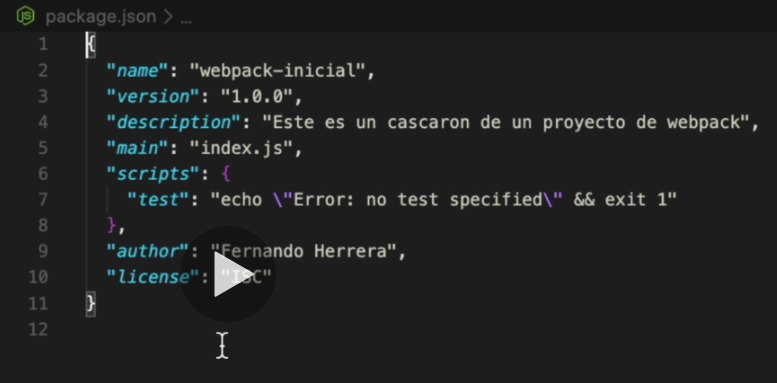 JS package.json > ...
1 {
2 "name": "webpack-inicial",
3 "version": "1.0.0",
4 "description": "Este es un cascaron de un proyecto de webpack",
5 "main": "index.js",
6 "scripts": {
7 "test": "echo \"Error: no test specified\" && exit 1"
8 },
9 "author": "Fernando Herrera",
10 "license": "ISC"
11 }
12